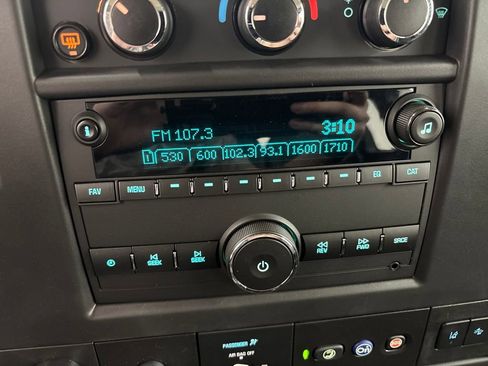 FM 107.3 3:10
1 530 600 102.3 93.1 1600 1710
FAV MENU EQ CAT
SEEK SEEK REV FWD SRCE
PASSENGER
AIR BAG OFF